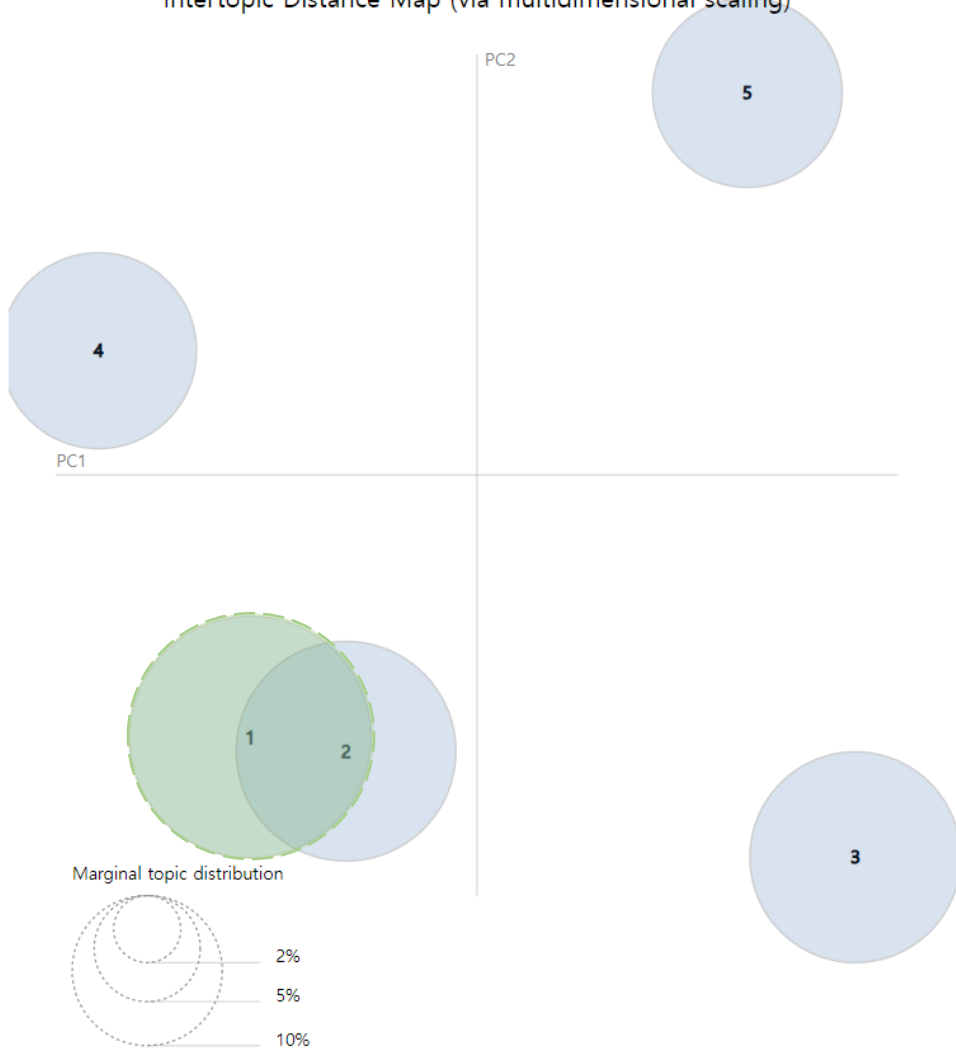 Intertopic Distance Map (via multidimensional scaling)
PC2
5
4
PC1
1
2
3
Marginal topic distribution
2%
5%
10%